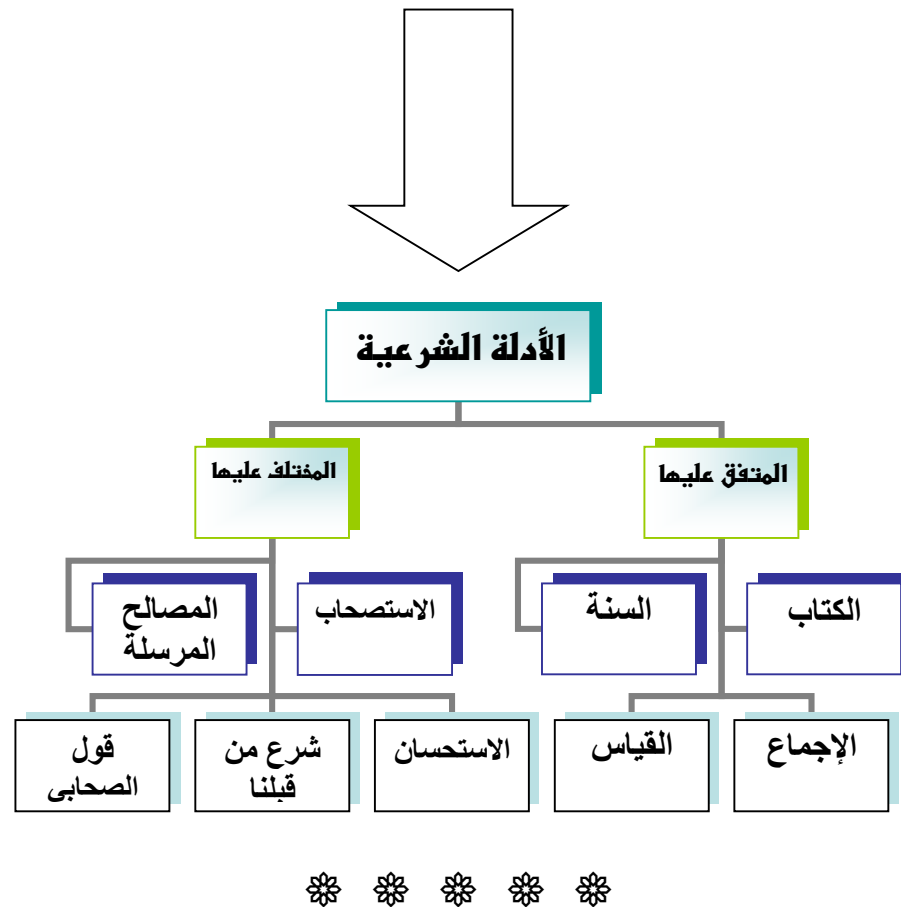 الأدلة الشرعية
المتفق عليها
المختلف عليها
الكتاب
السنة
الاستصحاب
المصالح
المرسلة
الإجماع
القياس
الاستحسان
شرع من
قبلنا
قول
الصحابى